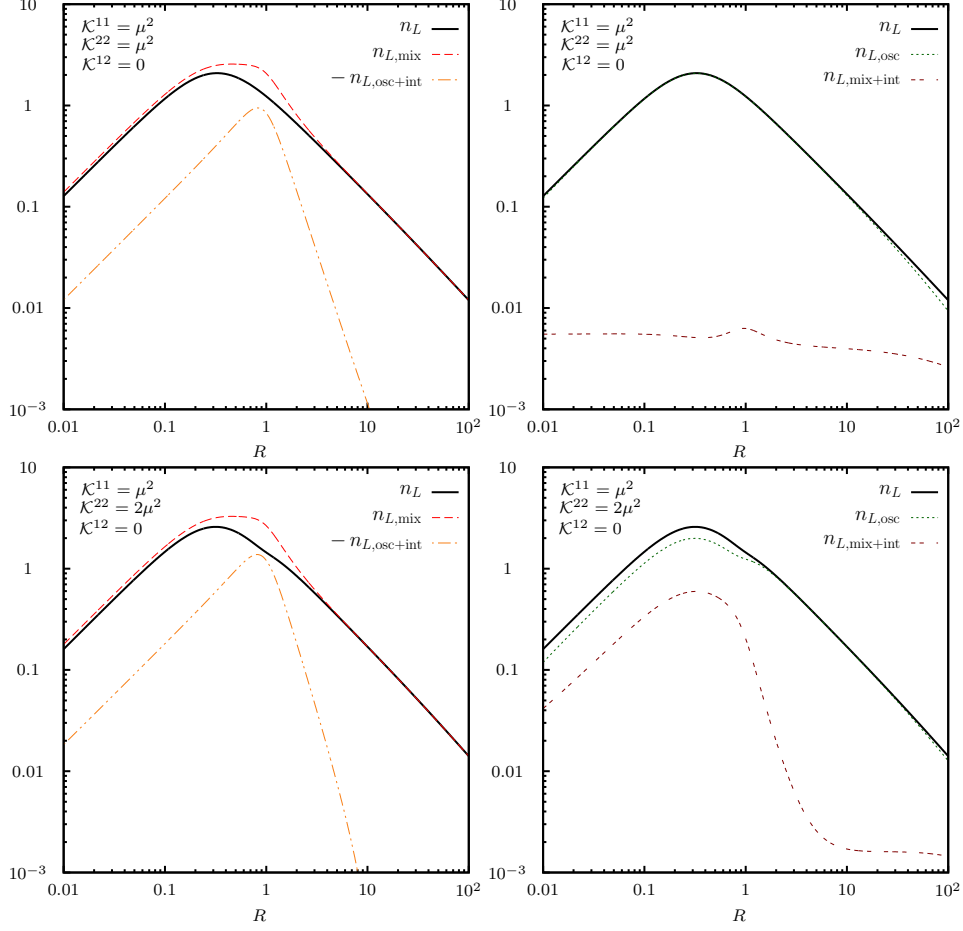 10
1
0.1
0.01
10⁻³
𝒦¹¹ = μ²
𝒦²² = μ²
𝒦¹² = 0
n_L
n_{L,mix}
− n_{L,osc+int}
0.01 0.1 1 10 10²
R
10
1
0.1
0.01
10⁻³
𝒦¹¹ = μ²
𝒦²² = μ²
𝒦¹² = 0
n_L
n_{L,osc}
n_{L,mix+int}
0.01 0.1 1 10 10²
R
10
1
0.1
0.01
10⁻³
𝒦¹¹ = μ²
𝒦²² = 2μ²
𝒦¹² = 0
n_L
n_{L,mix}
− n_{L,osc+int}
0.01 0.1 1 10 10²
R
10
1
0.1
0.01
10⁻³
𝒦¹¹ = μ²
𝒦²² = 2μ²
𝒦¹² = 0
n_L
n_{L,osc}
n_{L,mix+int}
0.01 0.1 1 10 10²
R